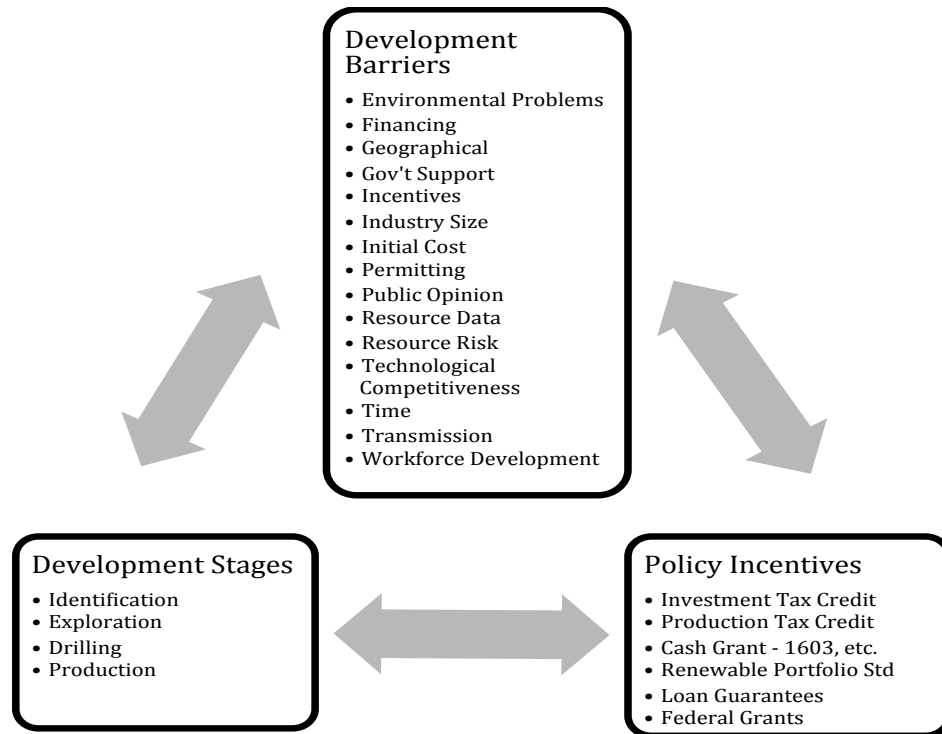 Development
Barriers
• Environmental Problems
• Financing
• Geographical
• Gov't Support
• Incentives
• Industry Size
• Initial Cost
• Permitting
• Public Opinion
• Resource Data
• Resource Risk
• Technological
Competitiveness
• Time
• Transmission
• Workforce Development
Development Stages
• Identification
• Exploration
• Drilling
• Production
Policy Incentives
• Investment Tax Credit
• Production Tax Credit
• Cash Grant - 1603, etc.
• Renewable Portfolio Std
• Loan Guarantees
• Federal Grants